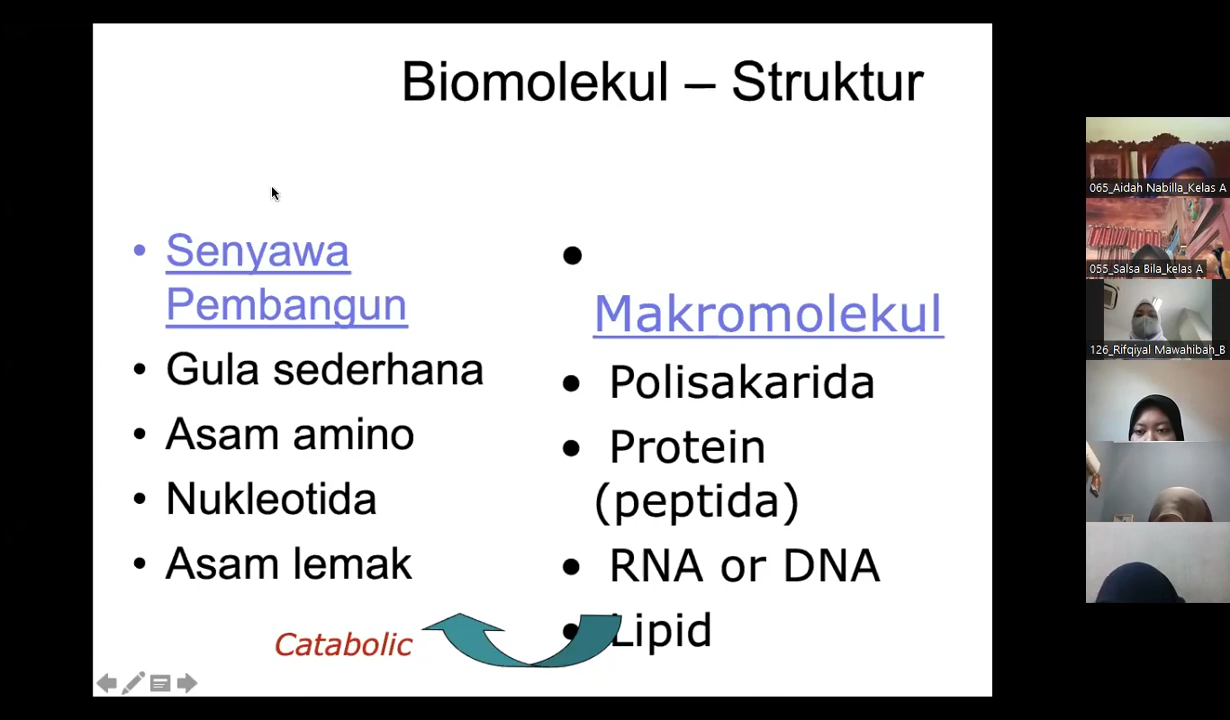 Biomolekul – Struktur
• Senyawa
Pembangun
• Gula sederhana
• Asam amino
• Nukleotida
• Asam lemak
•
Makromolekul
• Polisakarida
• Protein
(peptida)
• RNA or DNA
• Lipid
Catabolic
065_Aidah Nabilla_Kelas A
055_Salsa Bila_kelas A
126_Rifqiyal Mawahibah_B